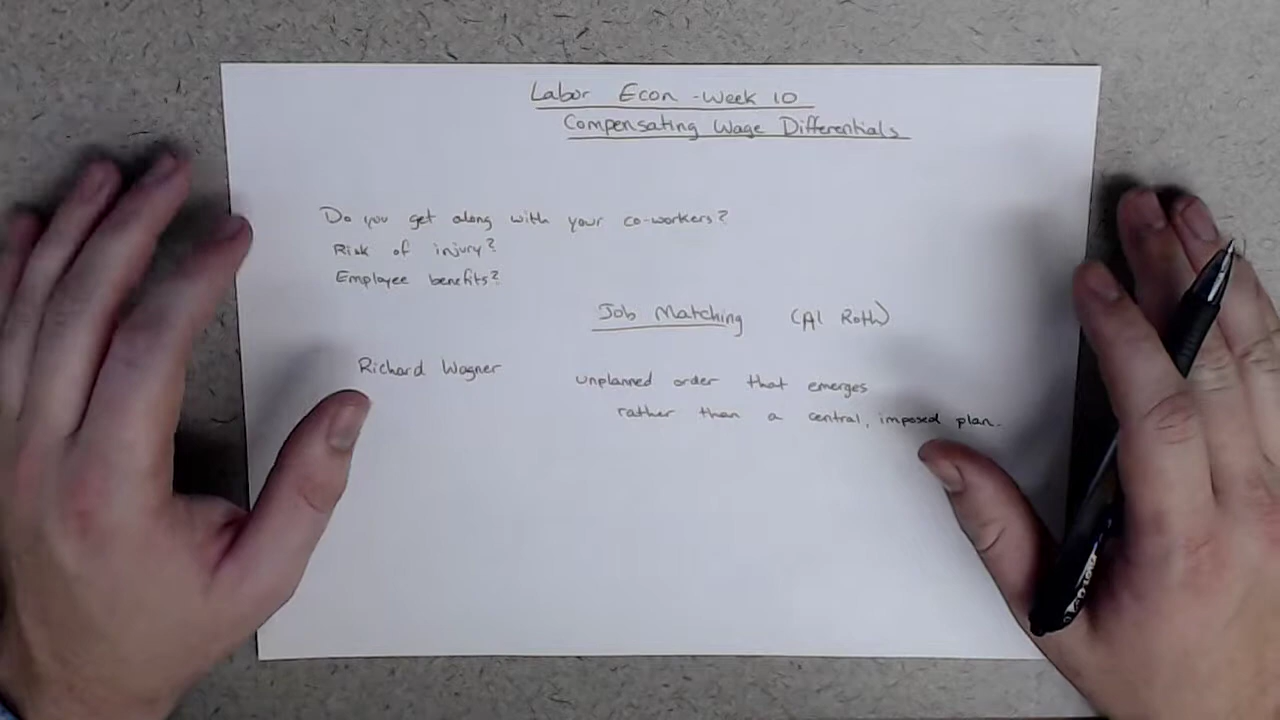 Labor Econ - Week 10
Compensating Wage Differentials
Do you get along with your co-workers?
Risk of injury?
Employee benefits?
Job Matching (Al Roth)
Richard Wagner
unplanned order that emerges
rather than a central, imposed plan.